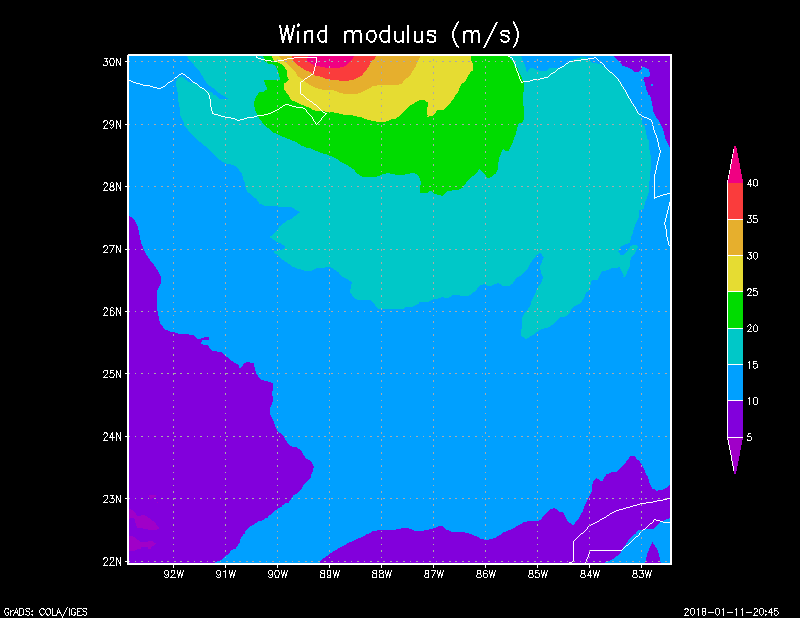 Wind modulus (m/s)
30N
29N
28N
27N
26N
25N
24N
23N
22N
92W 91W 90W 89W 88W 87W 86W 85W 84W 83W
40
35
30
25
20
15
10
5
GrADS: COLA/IGES
2018-01-11-20:45